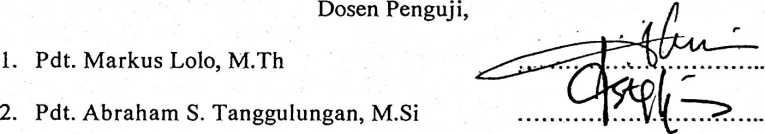 Dosen Penguji,
1. Pdt. Markus Lolo, M.Th ..............................
2. Pdt. Abraham S. Tanggulungan, M.Si ..............................